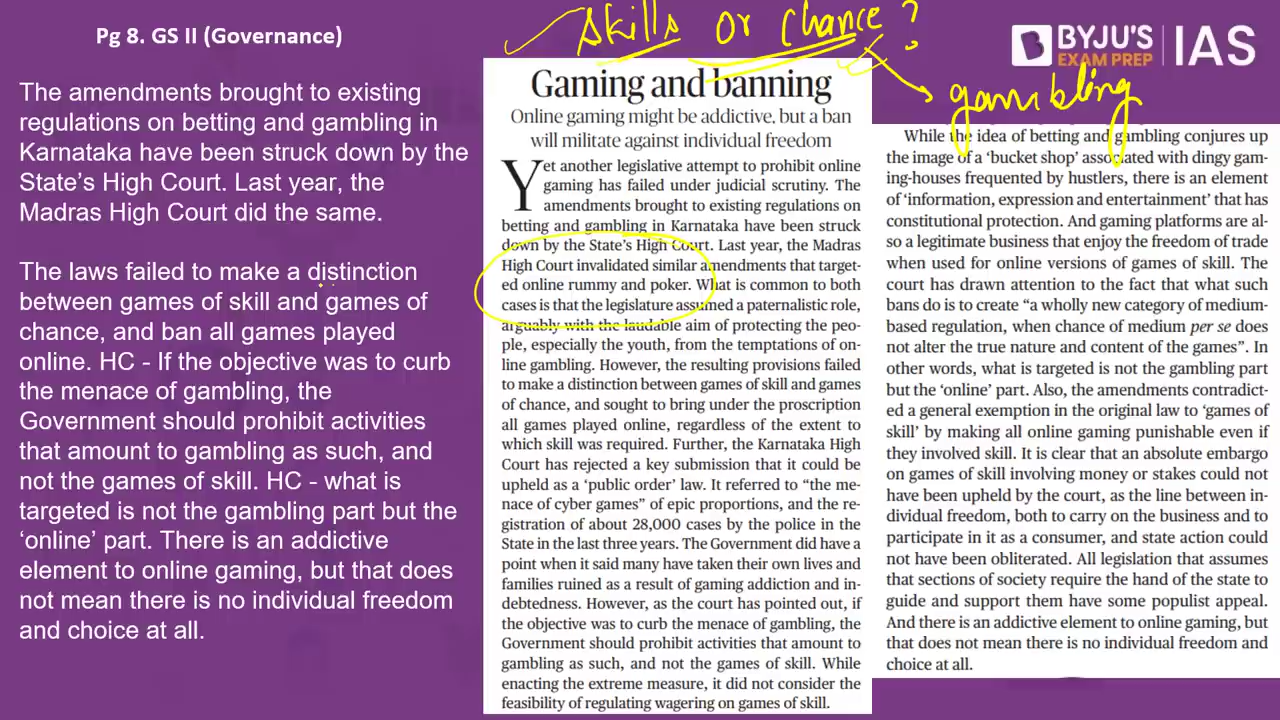 Pg 8. GS II (Governance)
Skills or chance ?
gambling
BYJU'S
EXAM PREP
IAS
The amendments brought to existing
regulations on betting and gambling in
Karnataka have been struck down by the
State's High Court. Last year, the
Madras High Court did the same.
The laws failed to make a distinction
between games of skill and games of
chance, and ban all games played
online. HC - If the objective was to curb
the menace of gambling, the
Government should prohibit activities
that amount to gambling as such, and
not the games of skill. HC - what is
targeted is not the gambling part but the
'online' part. There is an addictive
element to online gaming, but that does
not mean there is no individual freedom
and choice at all.
Gaming and banning
Online gaming might be addictive, but a ban
will militate against individual freedom
Yet another legislative attempt to prohibit online
gaming has failed under judicial scrutiny. The
amendments brought to existing regulations on
betting and gambling in Karnataka have been struck
down by the State's High Court. Last year, the Madras
High Court invalidated similar amendments that target-
ed online rummy and poker. What is common to both
cases is that the legislature assumed a paternalistic role,
arguably with the laudable aim of protecting the peo-
ple, especially the youth, from the temptations of on-
line gambling. However, the resulting provisions failed
to make a distinction between games of skill and games
of chance, and sought to bring under the proscription
all games played online, regardless of the extent to
which skill was required. Further, the Karnataka High
Court has rejected a key submission that it could be
upheld as a 'public order' law. It referred to "the me-
nace of cyber games" of epic proportions, and the re-
gistration of about 28,000 cases by the police in the
State in the last three years. The Government did have a
point when it said many have taken their own lives and
families ruined as a result of gaming addiction and in-
debtedness. However, as the court has pointed out, if
the objective was to curb the menace of gambling, the
Government should prohibit activities that amount to
gambling as such, and not the games of skill. While
enacting the extreme measure, it did not consider the
feasibility of regulating wagering on games of skill.
While the idea of betting and gambling conjures up
the image of a 'bucket shop' associated with dingy gam-
ing-houses frequented by hustlers, there is an element
of 'information, expression and entertainment' that has
constitutional protection. And gaming platforms are al-
so a legitimate business that enjoy the freedom of trade
when used for online versions of games of skill. The
court has drawn attention to the fact that what such
bans do is to create "a wholly new category of medium-
based regulation, when chance of medium per se does
not alter the true nature and content of the games". In
other words, what is targeted is not the gambling part
but the 'online' part. Also, the amendments contradict-
ed a general exemption in the original law to 'games of
skill' by making all online gaming punishable even if
they involved skill. It is clear that an absolute embargo
on games of skill involving money or stakes could not
have been upheld by the court, as the line between in-
dividual freedom, both to carry on the business and to
participate in it as a consumer, and state action could
not have been obliterated. All legislation that assumes
that sections of society require the hand of the state to
guide and support them have some populist appeal.
And there is an addictive element to online gaming, but
that does not mean there is no individual freedom and
choice at all.